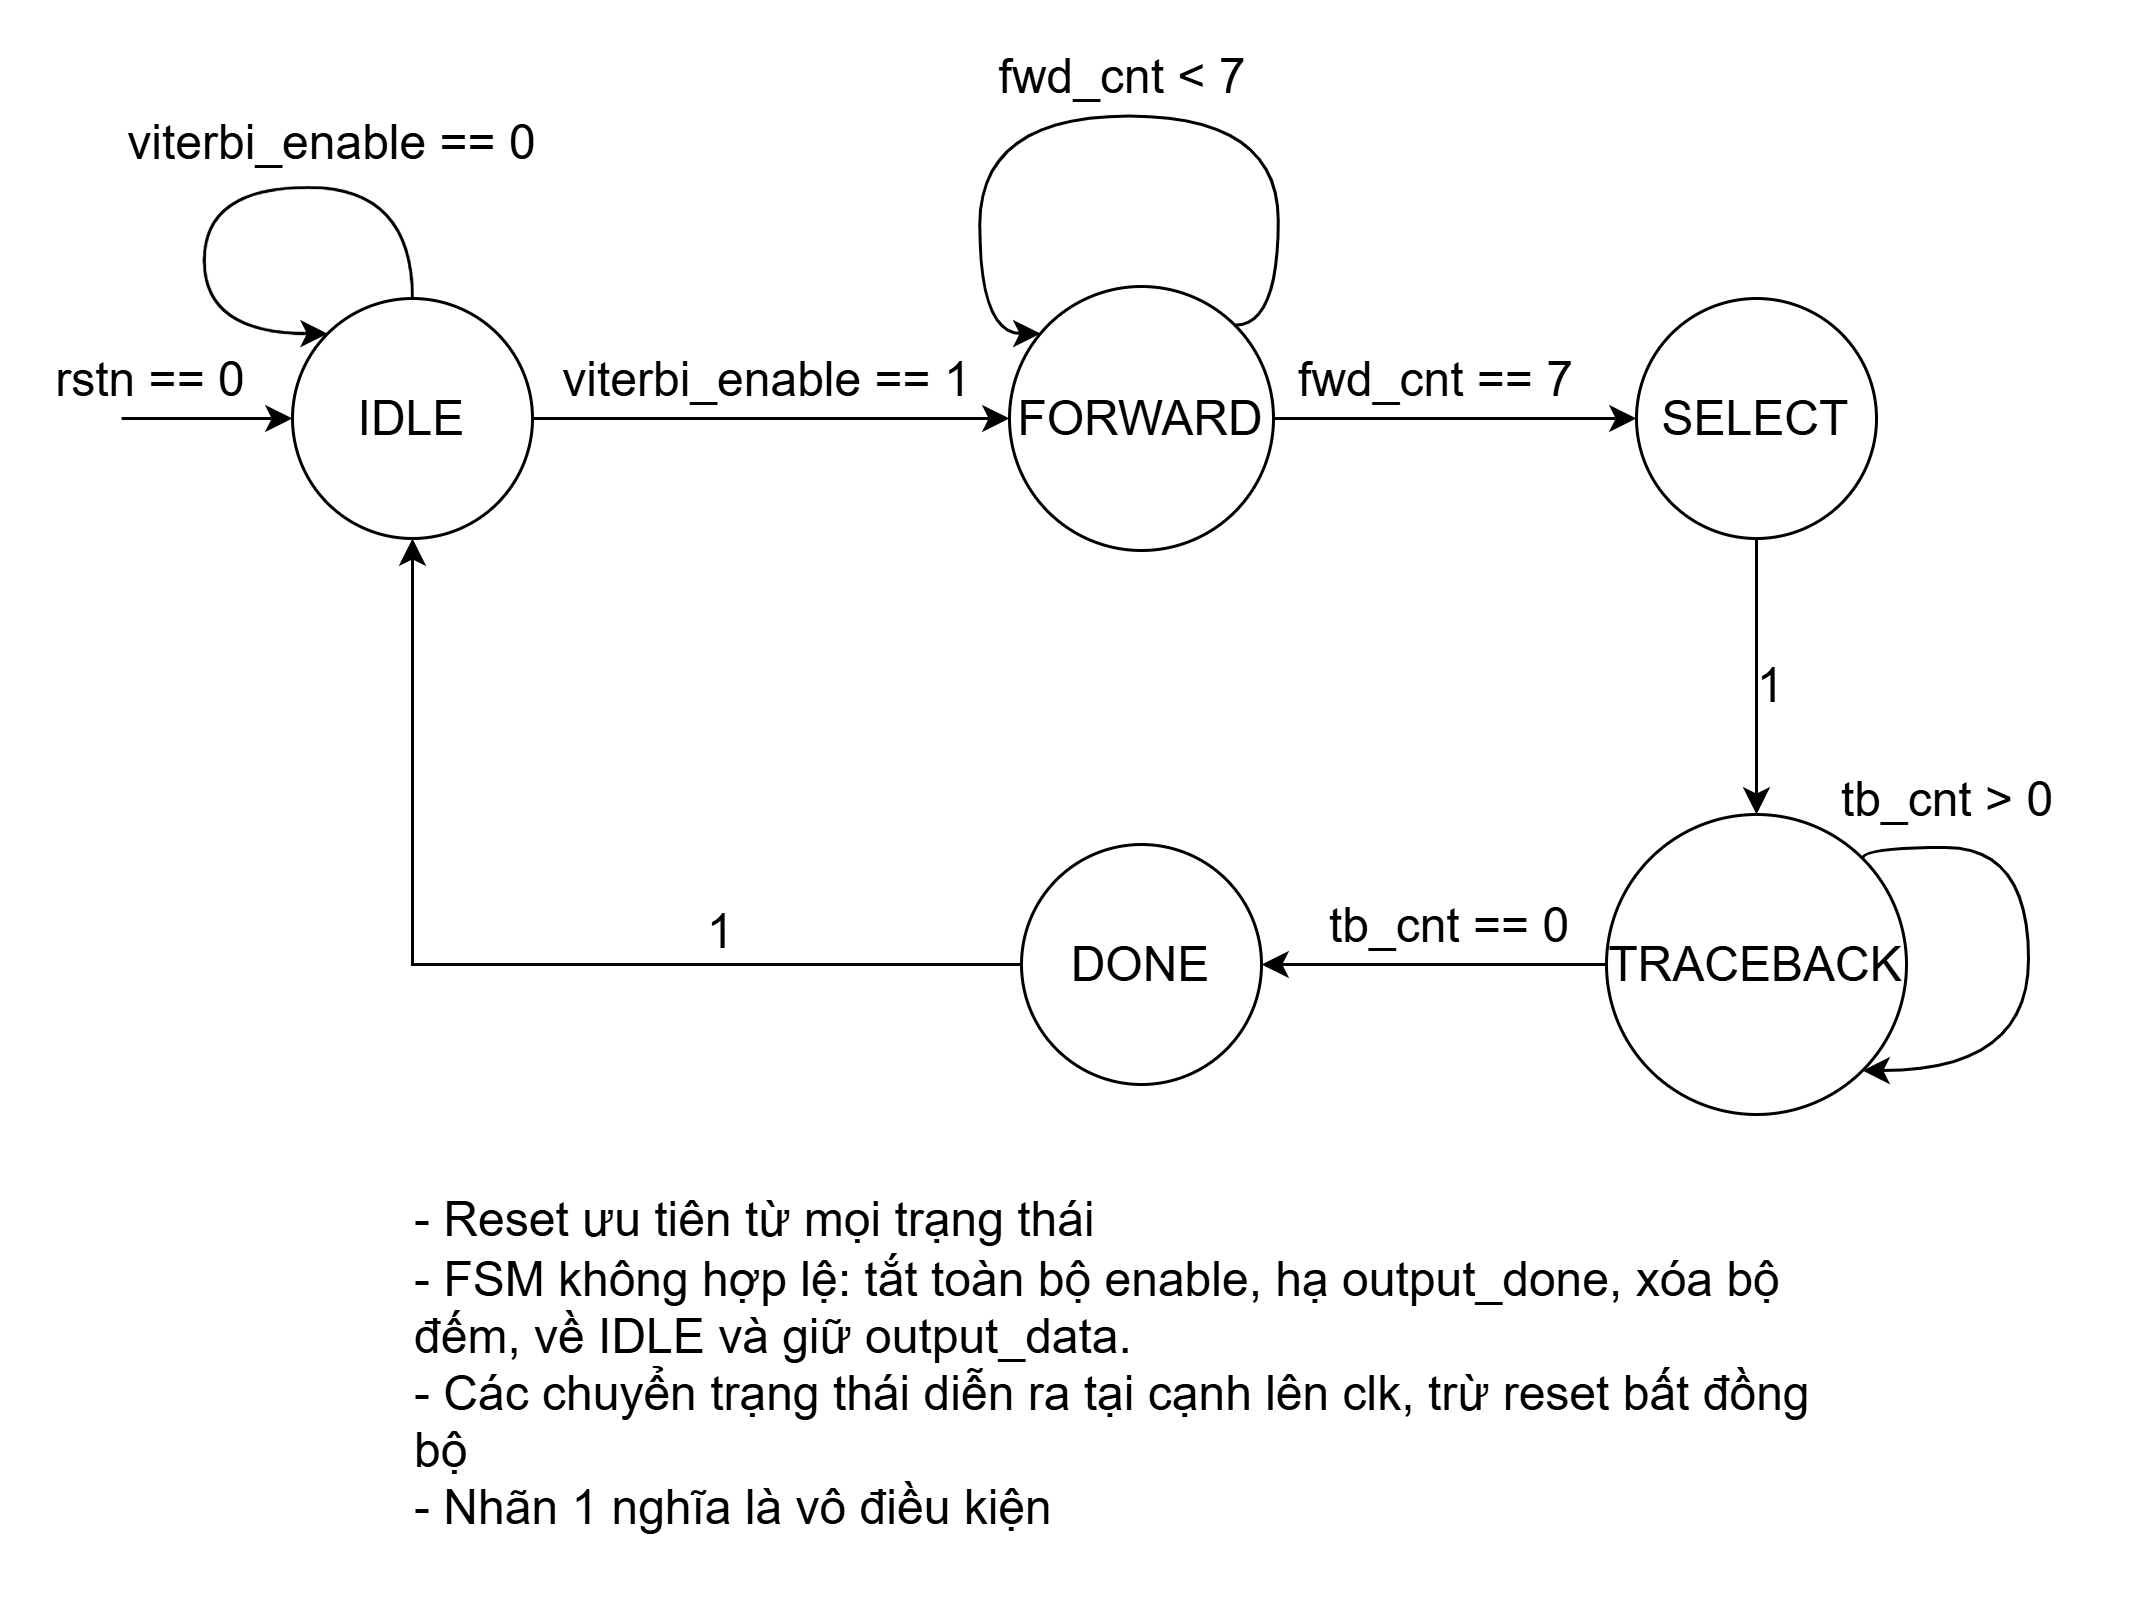 fwd_cnt < 7
viterbi_enable == 0
rstn == 0
IDLE
viterbi_enable == 1
FORWARD
fwd_cnt == 7
SELECT
1
tb_cnt > 0
TRACEBACK
tb_cnt == 0
DONE
1
- Reset ưu tiên từ mọi trạng thái
- FSM không hợp lệ: tắt toàn bộ enable, hạ output_done, xóa bộ
đếm, về IDLE và giữ output_data.
- Các chuyển trạng thái diễn ra tại cạnh lên clk, trừ reset bất đồng
bộ
- Nhãn 1 nghĩa là vô điều kiện